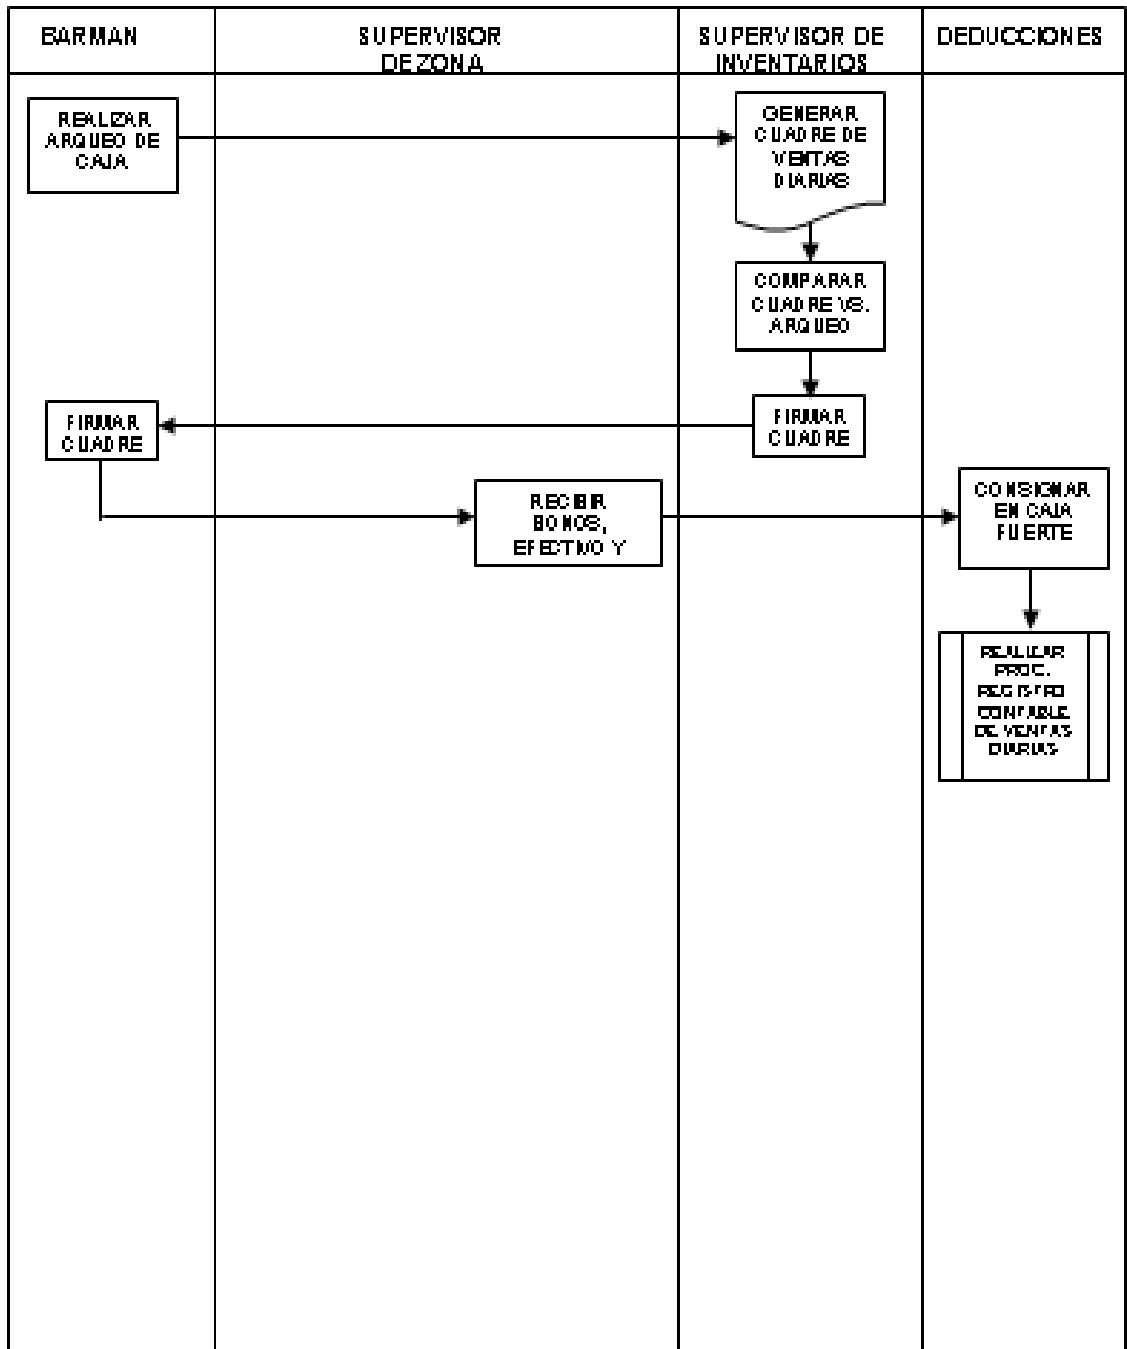 BARMAN
SUPERVISOR
DE ZONA
SUPERVISOR DE
INVENTARIOS
DEDUCCIONES
REALIZAR
ARQUEO DE
CAJA
GENERAR
CUADRE DE
VENTAS
DIARIAS
COMPARAR
CUADRE VS.
ARQUEO
FIRMAR
CUADRE
FIRMAR
CUADRE
RECIBIR
BONOS,
EFECTIVO Y
CONSIGNAR
EN CAJA
FUERTE
REALIZAR
PROC.
REGISTRO
CONTABLE
DE VENTAS
DIARIAS